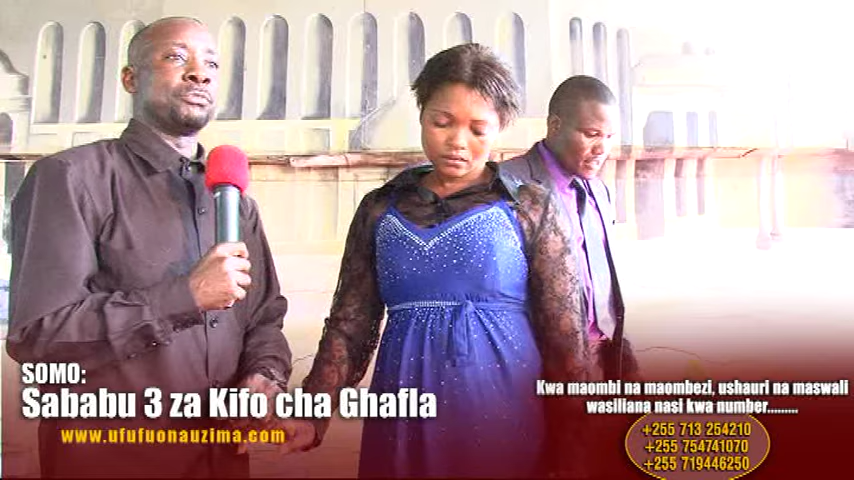 SOMO:
Sababu 3 za Kifo cha Ghafla
www.ufufuonauzima.com
Kwa maombi na maombezi, ushauri na maswali
wasiliana nasi kwa number.........
+255 713 254210
+255 754741070
+255 719446250